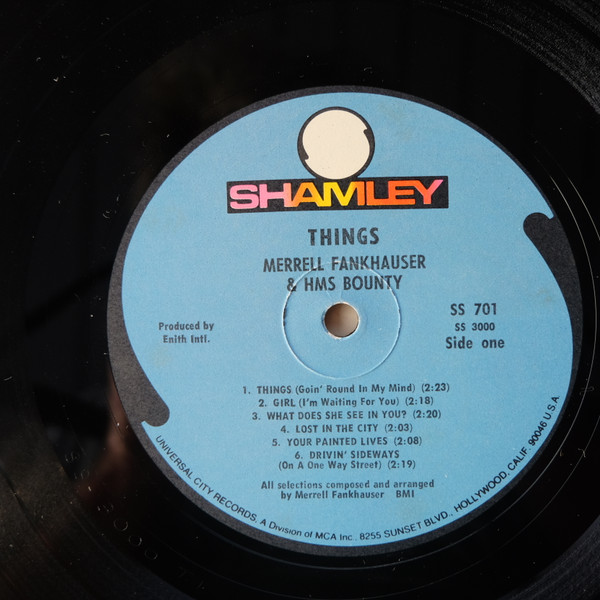 SHAMLEY
THINGS
MERRELL FANKHAUSER
& HMS BOUNTY
Produced by
Enith Intl.
SS 701
SS 3000
Side one
1. THINGS (Goin' Round In My Mind) (2:23)
2. GIRL (I'm Waiting For You) (2:18)
3. WHAT DOES SHE SEE IN YOU? (2:20)
4. LOST IN THE CITY (2:03)
5. YOUR PAINTED LIVES (2:08)
6. DRIVIN' SIDEWAYS
(On A One Way Street) (2:19)
All selections composed and arranged
by Merrell Fankhauser BMI
UNIVERSAL CITY RECORDS, A Division of MCA Inc., 8255 SUNSET BLVD., HOLLYWOOD, CALIF. 90046 U.S.A.